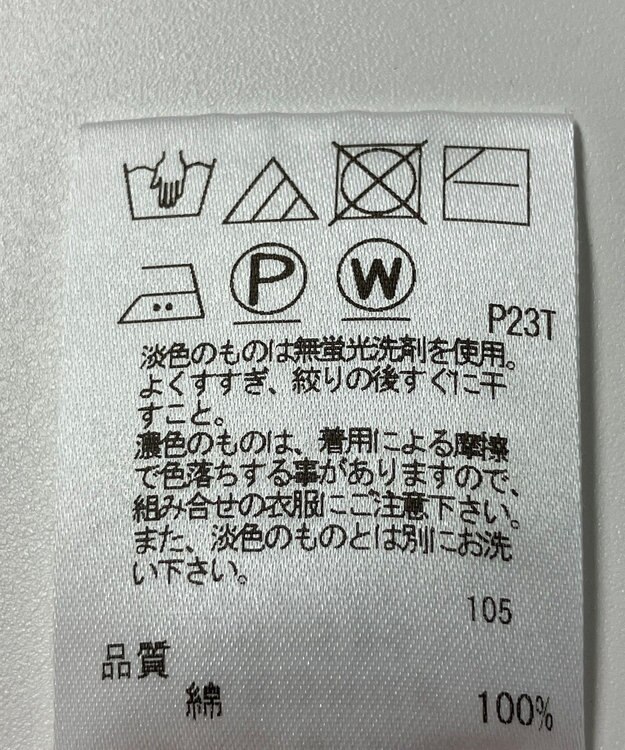 P W
P23T
淡色のものは無蛍光洗剤を使用。
よくすすぎ、絞りの後すぐに干
すこと。
濃色のものは、着用による摩擦
で色落ちする事がありますので、
組み合せの衣服にご注意下さい。
また、淡色のものとは別にお洗
い下さい。
105
品質
綿 100%